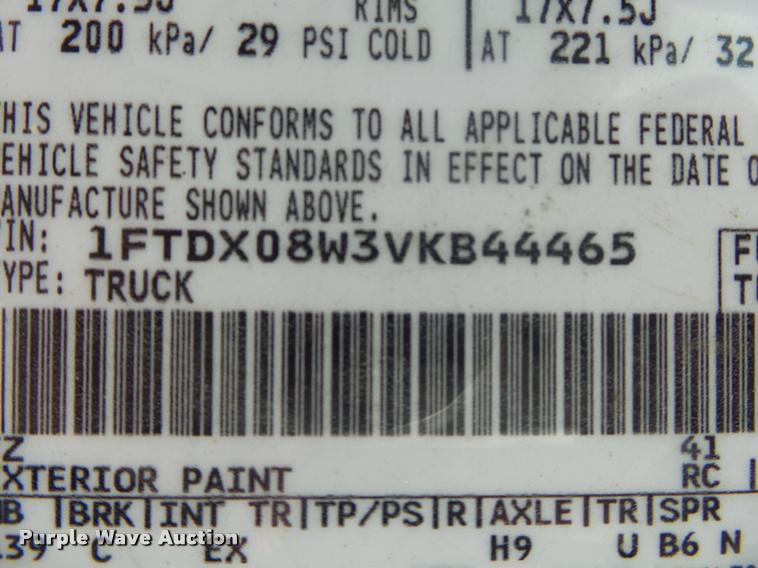 17X7.5J RIMS 17X7.5J
AT 200 kPa/ 29 PSI COLD AT 221 kPa/ 32
HIS VEHICLE CONFORMS TO ALL APPLICABLE FEDERAL
EHICLE SAFETY STANDARDS IN EFFECT ON THE DATE O
ANUFACTURE SHOWN ABOVE.
IN: 1FTDX08W3VKB44465
YPE: TRUCK
F
T
Z 41
XTERIOR PAINT RC
B |BRK|INT TR|TP/PS|R|AXLE|TR|SPR
39 C EX H9 U B6 N
Purple Wave Auction